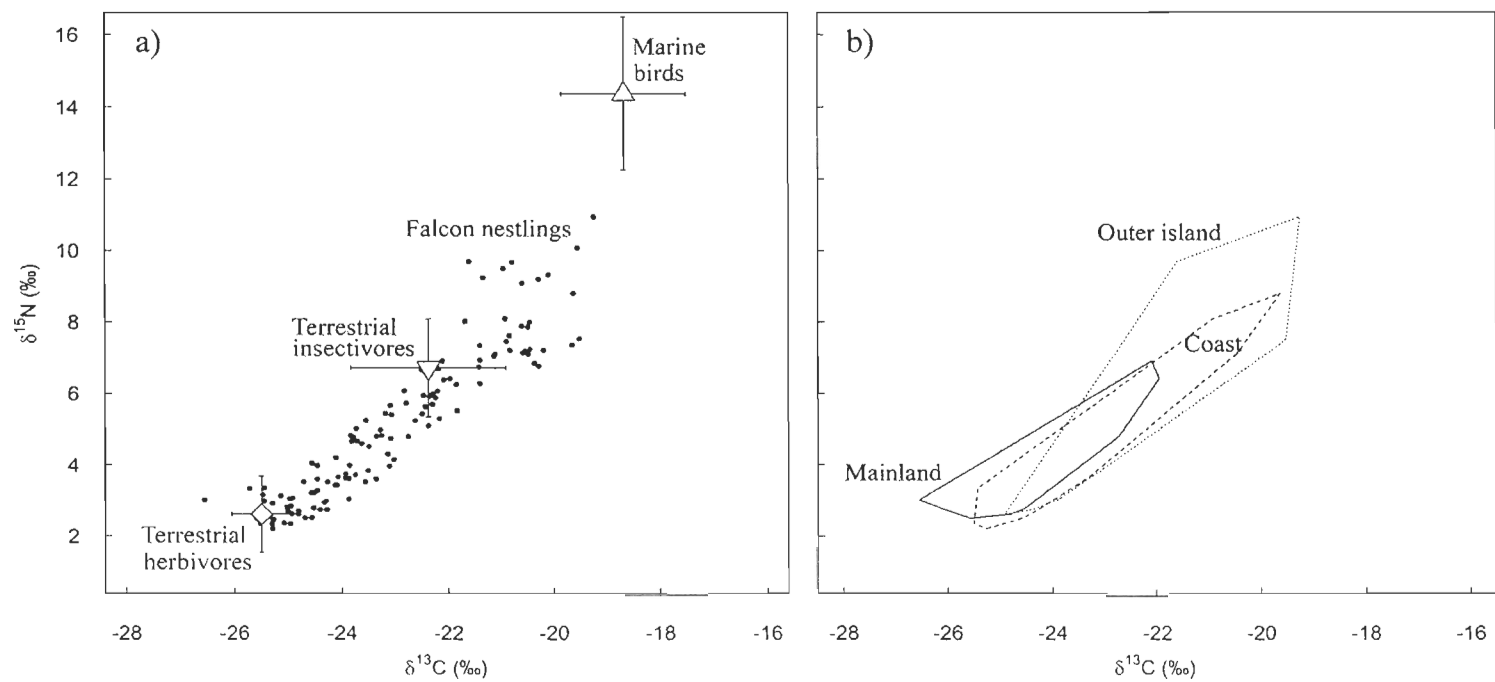 a)
16
14
12
10
8
6
4
2
δ¹⁵N (‰)
Marine
birds
Falcon nestlings
Terrestrial
insectivores
Terrestrial
herbivores
-28
-26
-24
-22
-20
-18
-16
δ¹³C (‰)
b)
Outer island
Coast
Mainland
-28
-26
-24
-22
-20
-18
-16
δ¹³C (‰)